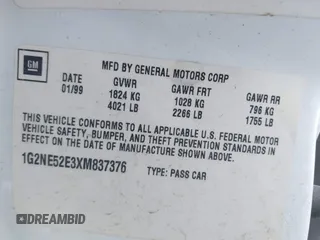 GM
MFD BY GENERAL MOTORS CORP
DATE GVWR GAWR FRT GAWR RR
01/99 1824 KG 1028 KG 796 KG
4021 LB 2266 LB 1755 LB
THIS VEHICLE CONFORMS TO ALL APPLICABLE U.S. FEDERAL MOTOR
VEHICLE SAFETY, BUMPER, AND THEFT PREVENTION STANDARDS IN
EFFECT ON THE DATE OF MANUFACTURE SHOWN ABOVE.
1G2NE52E3XM837376 TYPE: PASS CAR
DREAMBID